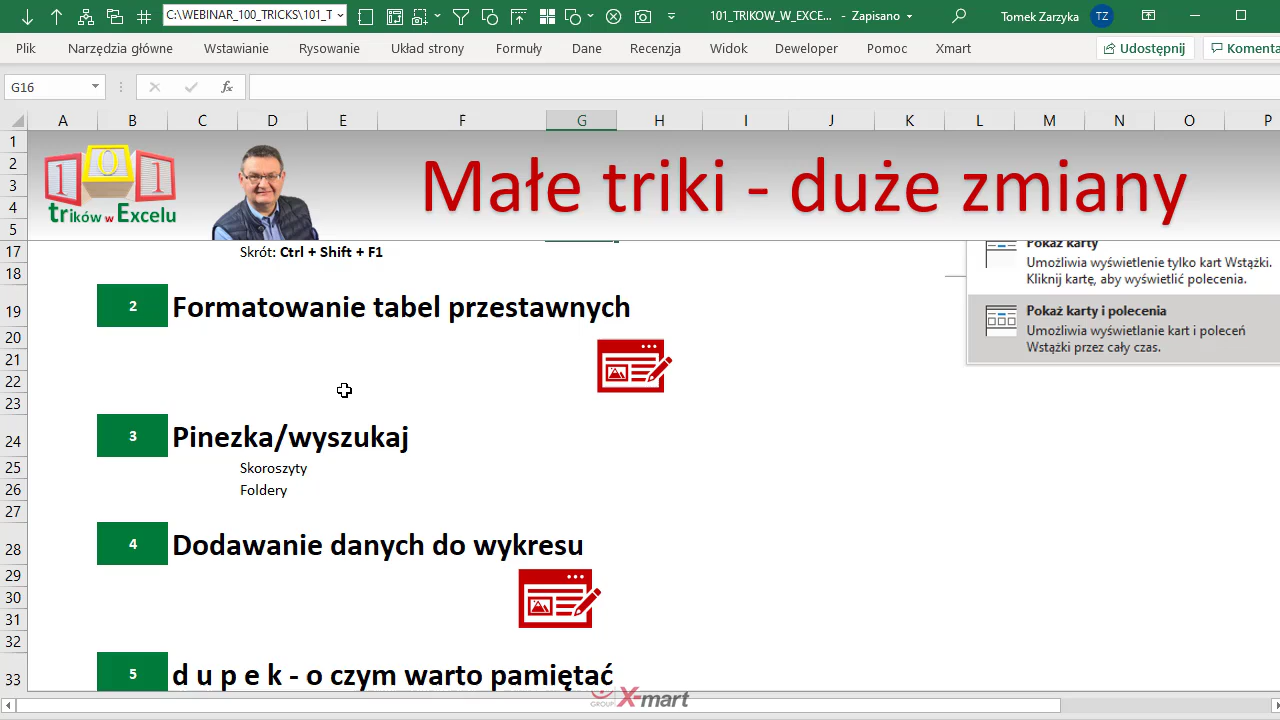 C:\WEBINAR_100_TRICKS\101_T
101_TRIKOW_W_EXCE... - Zapisano
Tomek Zarzyka TZ
Plik Narzędzia główne Wstawianie Rysowanie Układ strony Formuły Dane Recenzja Widok Deweloper Pomoc Xmart Udostępnij Komenta
G16 fx
A B C D E F G H I J K L M N O P
1
2
3
4
5
101
trików w Excelu
Małe triki - duże zmiany
17 Skrót: Ctrl + Shift + F1
Pokaż karty
Umożliwia wyświetlenie tylko kart Wstążki.
Kliknij kartę, aby wyświetlić polecenia.
Pokaż karty i polecenia
Umożliwia wyświetlanie kart i poleceń
Wstążki przez cały czas.
18
19 2 Formatowanie tabel przestawnych
20
21
22
23
24 3 Pinezka/wyszukaj
25 Skoroszyty
26 Foldery
27
28 4 Dodawanie danych do wykresu
29
30
31
32
33 5 d u p e k - o czym warto pamiętać
GROUP X-mart